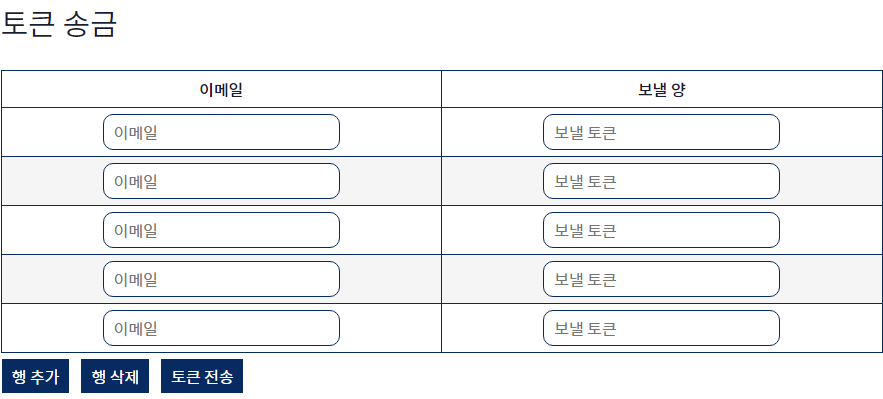 토큰 송금
이메일 보낼 양
이메일 보낼 토큰
이메일 보낼 토큰
이메일 보낼 토큰
이메일 보낼 토큰
이메일 보낼 토큰
행 추가 행 삭제 토큰 전송